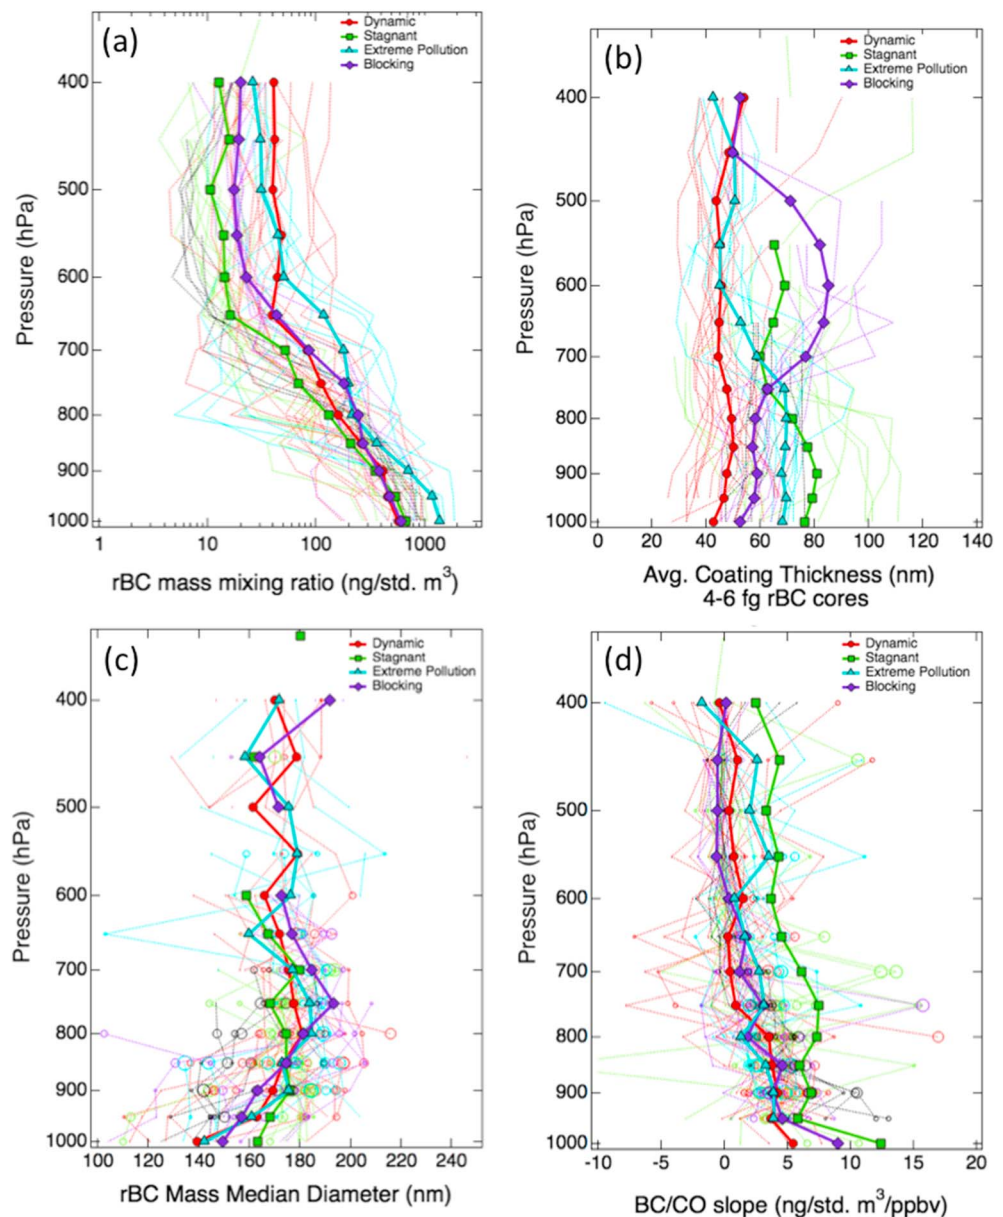 (a)
Dynamic
Stagnant
Extreme Pollution
Blocking
400
500
600
700
800
900
1000
Pressure (hPa)
1 10 100 1000
rBC mass mixing ratio (ng/std. m³)
(b)
Dynamic
Stagnant
Extreme Pollution
Blocking
400
500
600
700
800
900
1000
Pressure (hPa)
0 20 40 60 80 100 120 140
Avg. Coating Thickness (nm)
4-6 fg rBC cores
(c)
Dynamic
Stagnant
Extreme Pollution
Blocking
400
500
600
700
800
900
1000
Pressure (hPa)
100 120 140 160 180 200 220 240
rBC Mass Median Diameter (nm)
(d)
Dynamic
Stagnant
Extreme Pollution
Blocking
400
500
600
700
800
900
1000
Pressure (hPa)
-10 -5 0 5 10 15 20
BC/CO slope (ng/std. m³/ppbv)